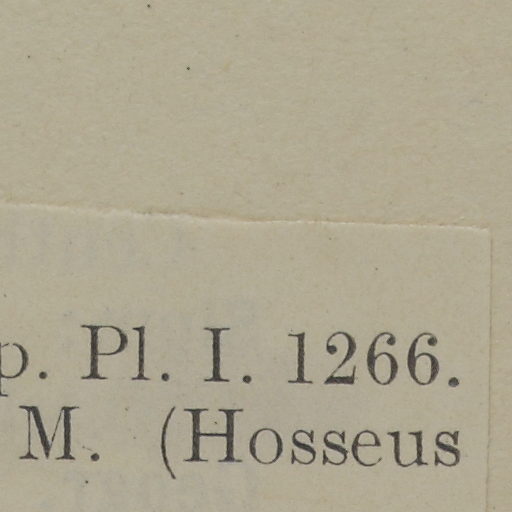 p. Pl. I. 1266.
M. (Hosseus